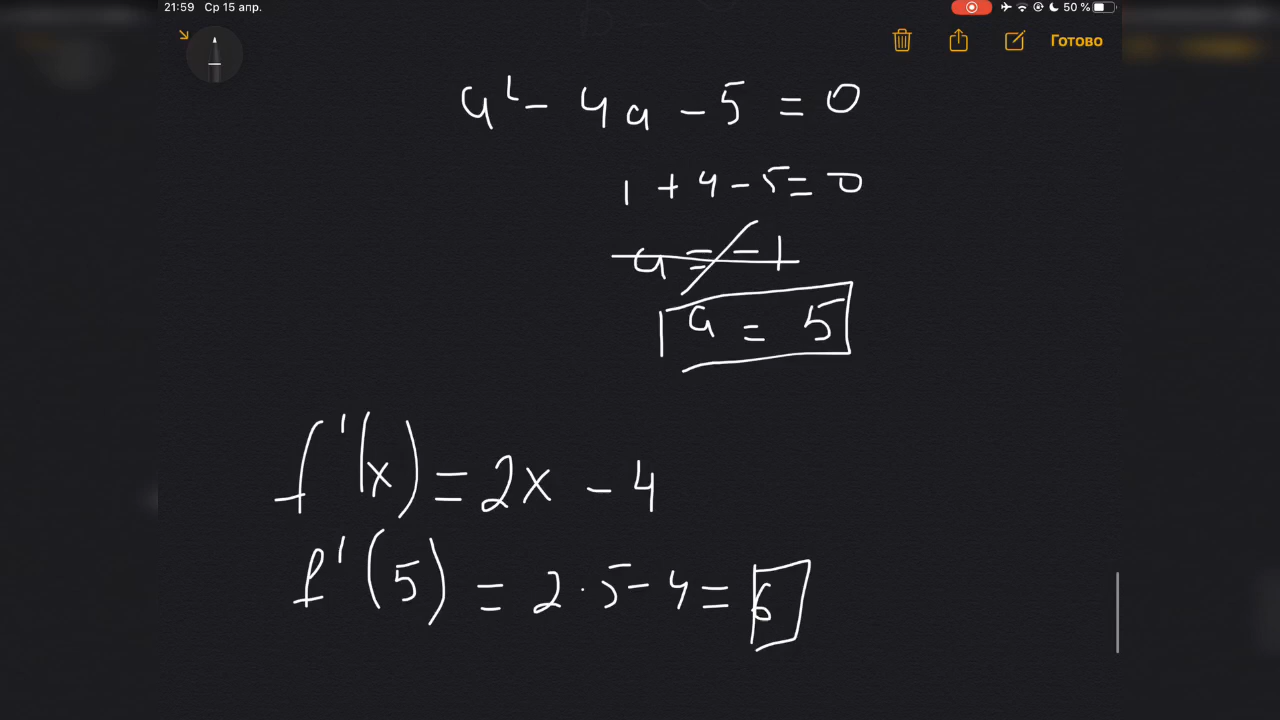 21:59 Ср 15 апр. 50 %
Готово
a² - 4a - 5 = 0
1 + 4 - 5 = 0
a = -1
a = 5
f'(x) = 2x - 4
f'(5) = 2·5 - 4 = 6